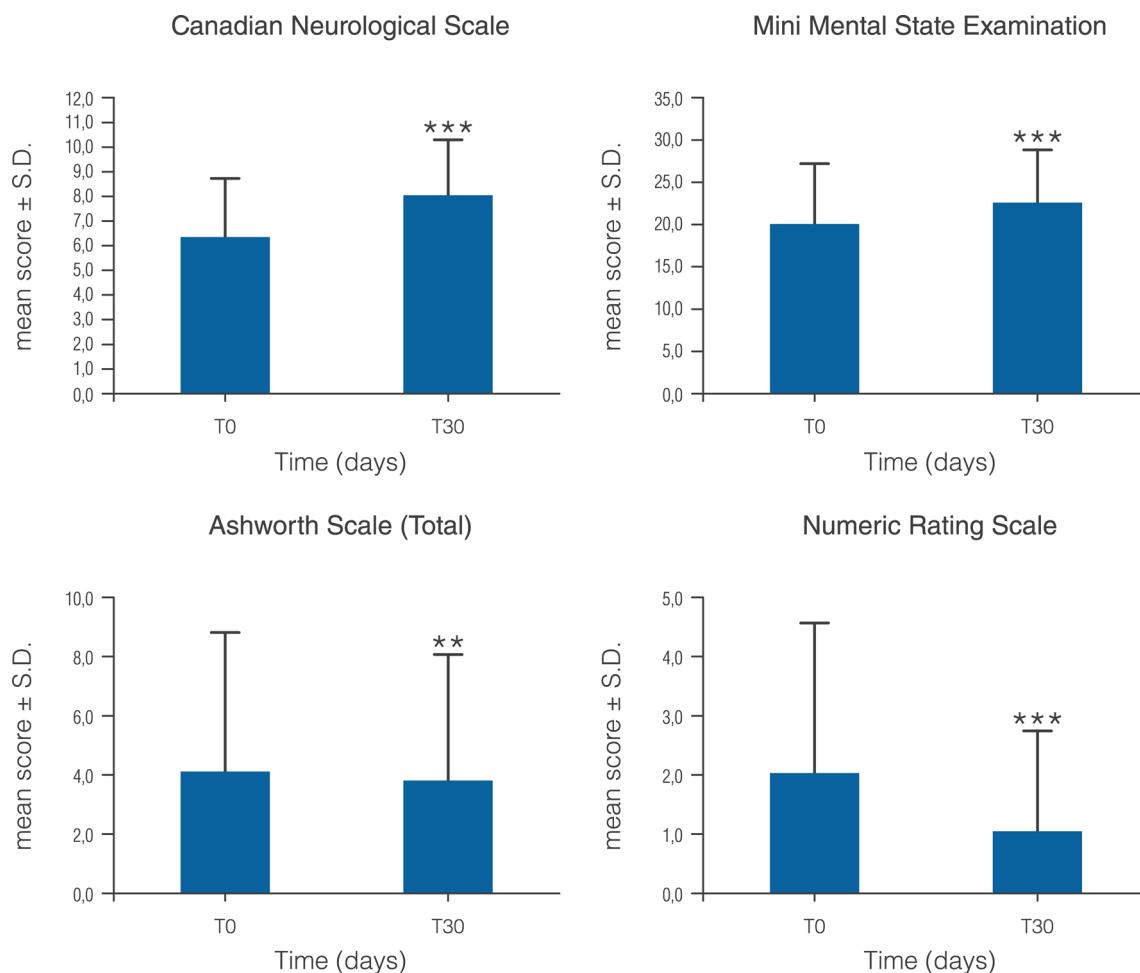 Canadian Neurological Scale
mean score ± S.D.
12,0
11,0
10,0
9,0
8,0
7,0
6,0
5,0
4,0
3,0
2,0
1,0
0,0
***
T0
T30
Time (days)
Mini Mental State Examination
mean score ± S.D.
35,0
30,0
25,0
20,0
15,0
10,0
5,0
0,0
***
T0
T30
Time (days)
Ashworth Scale (Total)
mean score ± S.D.
10,0
8,0
6,0
4,0
2,0
0,0
**
T0
T30
Time (days)
Numeric Rating Scale
mean score ± S.D.
5,0
4,0
3,0
2,0
1,0
0,0
***
T0
T30
Time (days)